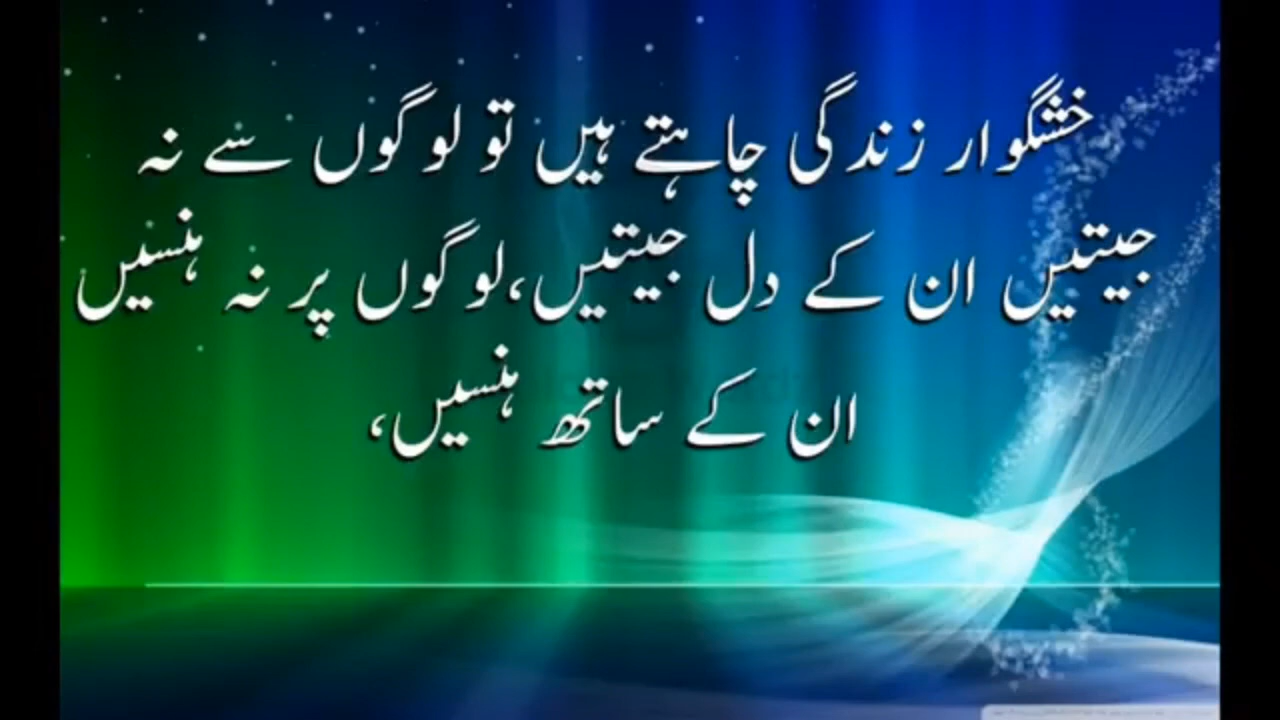 خشگوار زندگی چاہتے ہیں تو لوگوں سے نہ
جیتیں ان کے دل جیتیں،لوگوں پر نہ ہنسیں
ان کے ساتھ ہنسیں،